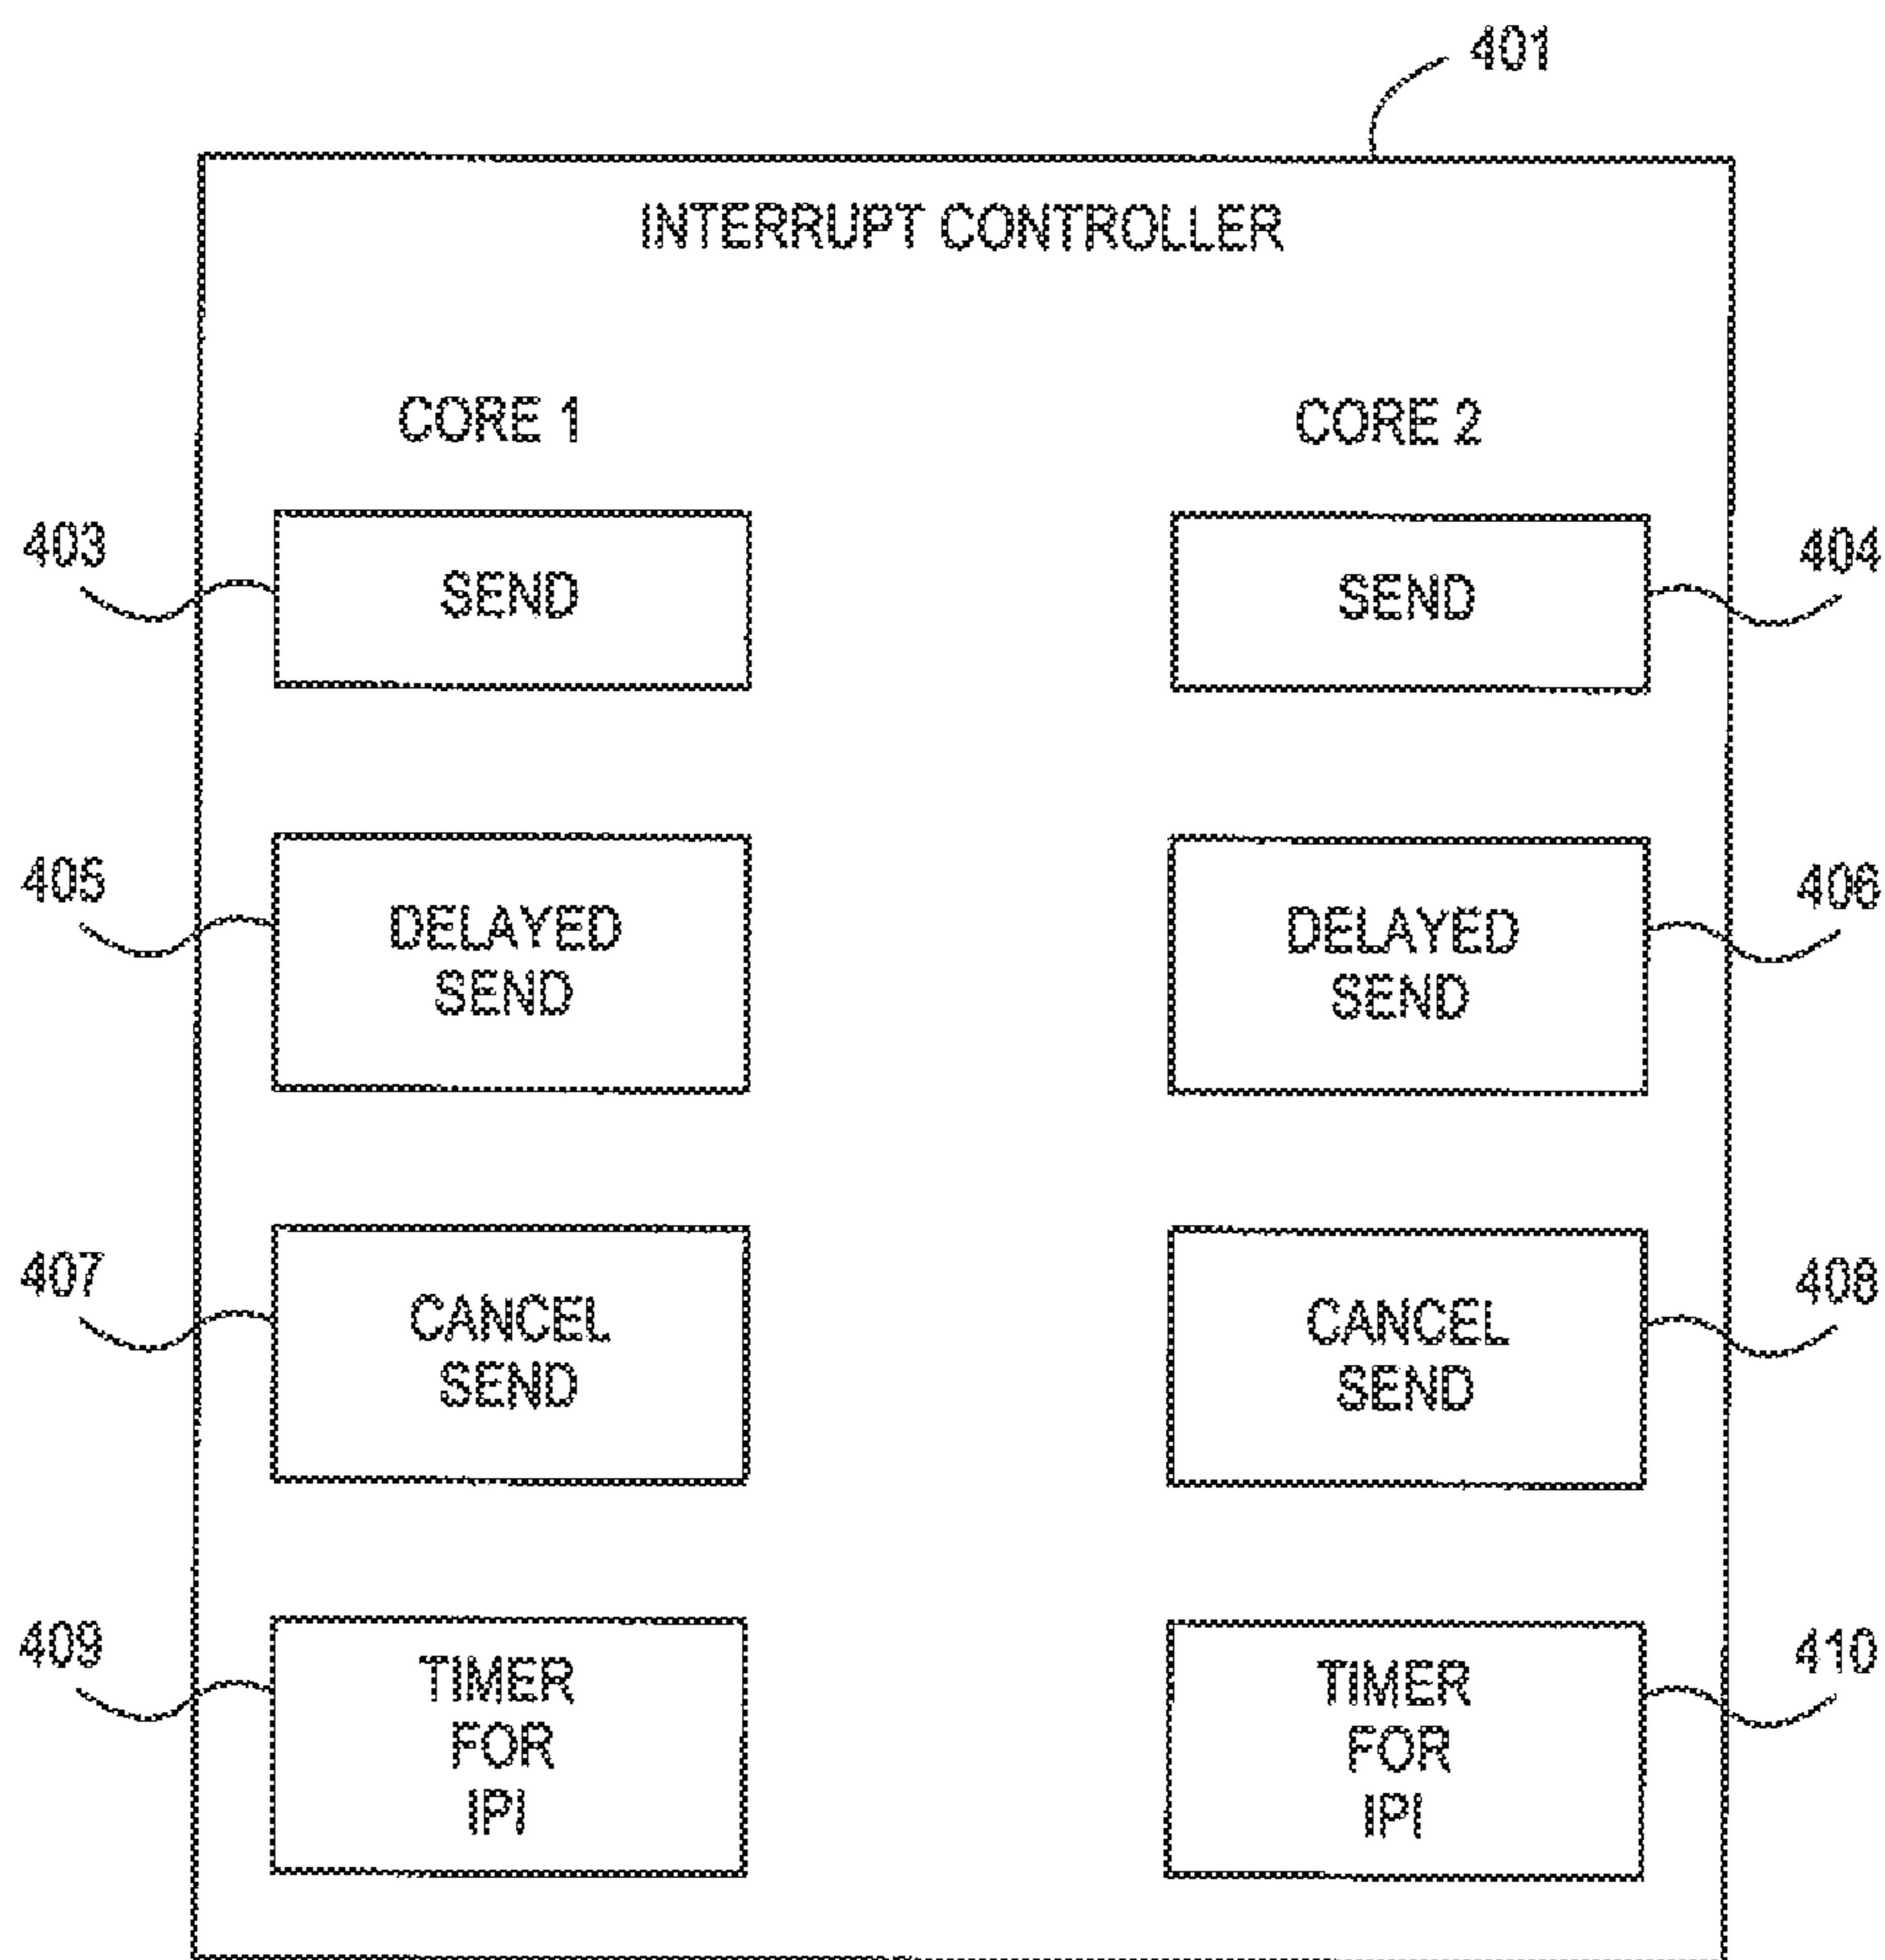 401
INTERRUPT CONTROLLER
CORE 1
CORE 2
403
SEND
SEND
404
405
DELAYED
SEND
DELAYED
SEND
406
407
CANCEL
SEND
CANCEL
SEND
408
409
TIMER
FOR
IPI
TIMER
FOR
IPI
410